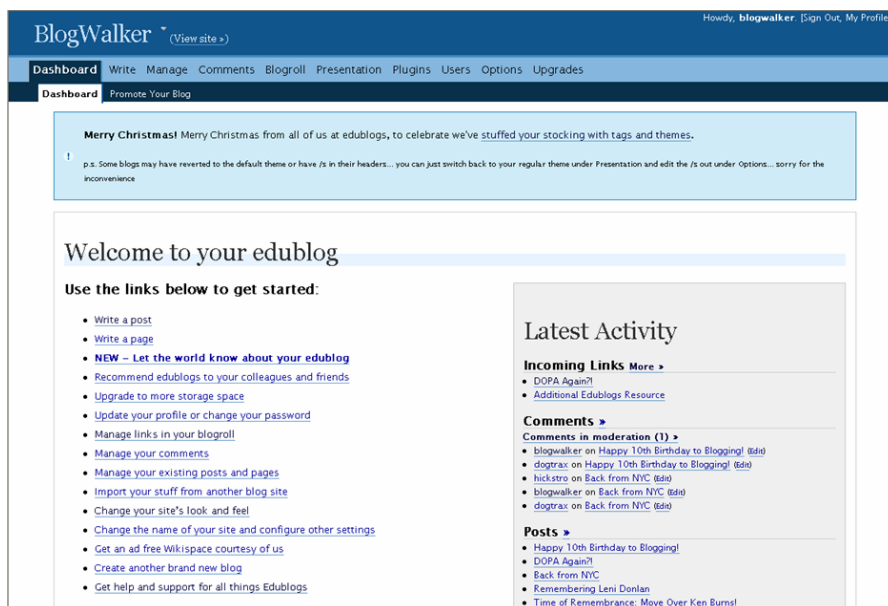 Howdy, blogwalker. [Sign Out, My Profile
BlogWalker (View site »)
Dashboard Write Manage Comments Blogroll Presentation Plugins Users Options Upgrades
Dashboard Promote Your Blog
Merry Christmas! Merry Christmas from all of us at edublogs, to celebrate we've stuffed your stocking with tags and themes.
!
p.s. Some blogs may have reverted to the default theme or have /s in their headers... you can just switch back to your regular theme under Presentation and edit the /s out under Options... sorry for the
inconvenience
Welcome to your edublog
Use the links below to get started:
Write a post
Write a page
NEW – Let the world know about your edublog
Recommend edublogs to your colleagues and friends
Upgrade to more storage space
Update your profile or change your password
Manage links in your blogroll
Manage your comments
Manage your existing posts and pages
Import your stuff from another blog site
Change your site's look and feel
Change the name of your site and configure other settings
Get an ad free Wikispace courtesy of us
Create another brand new blog
Get help and support for all things Edublogs
Latest Activity
Incoming Links More »
DOPA Again?!
Additional Edublogs Resource
Comments »
Comments in moderation (1) »
blogwalker on Happy 10th Birthday to Blogging! (Edit)
dogtrax on Happy 10th Birthday to Blogging! (Edit)
hickstro on Back from NYC (Edit)
blogwalker on Back from NYC (Edit)
dogtrax on Back from NYC (Edit)
Posts »
Happy 10th Birthday to Blogging!
DOPA Again?!
Back from NYC
Remembering Leni Donlan
Time of Remembrance: Move Over Ken Burns!